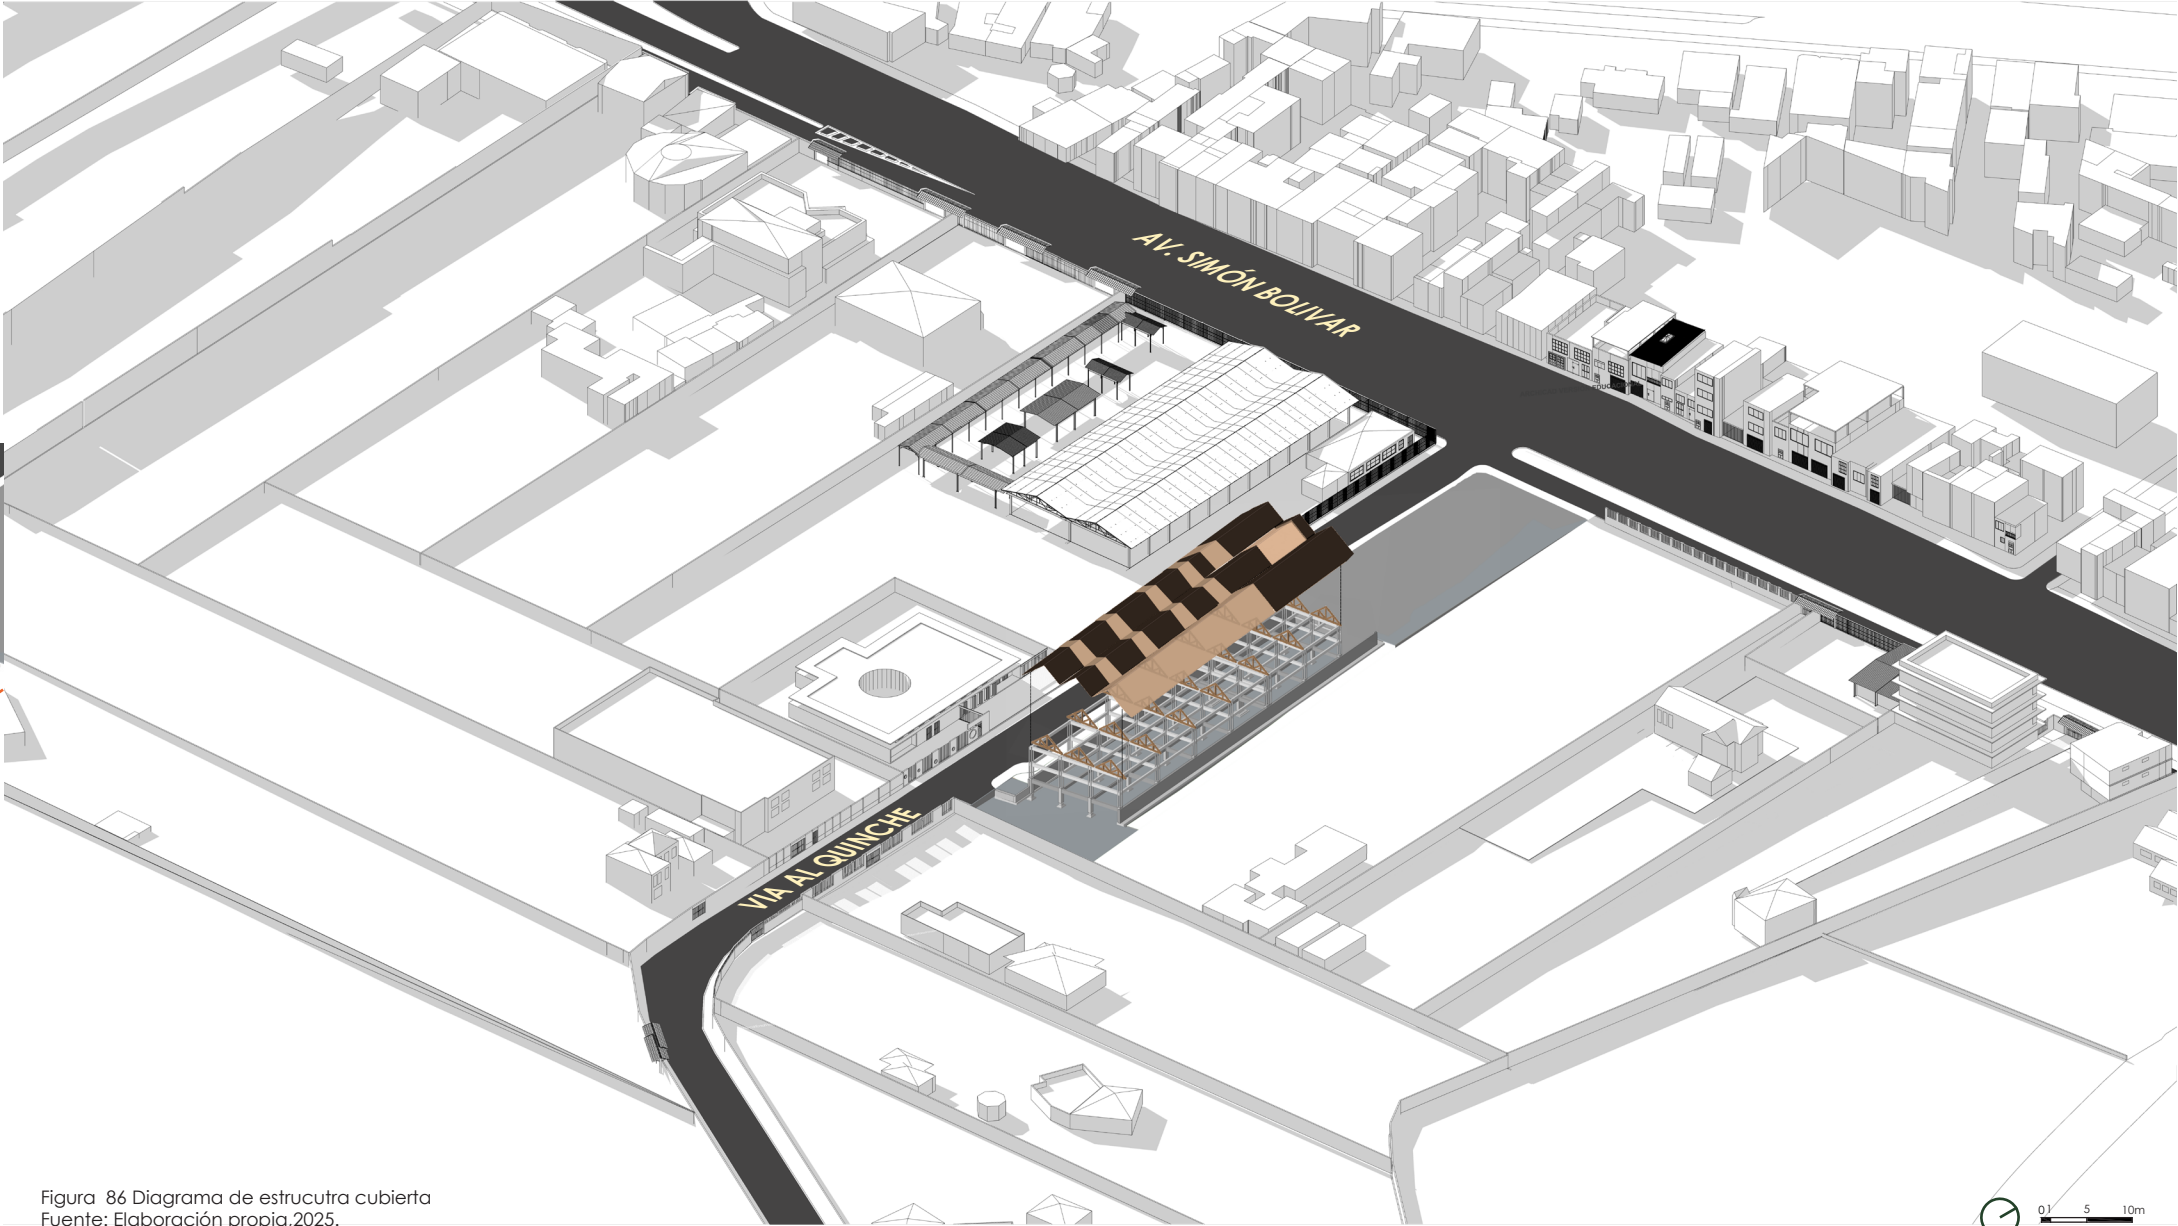 AV. SIMÓN BOLIVAR
VIA AL QUINCHE
Figura 86 Diagrama de estrucutra cubierta
Fuente: Elaboración propia,2025.
0 1 5 10m